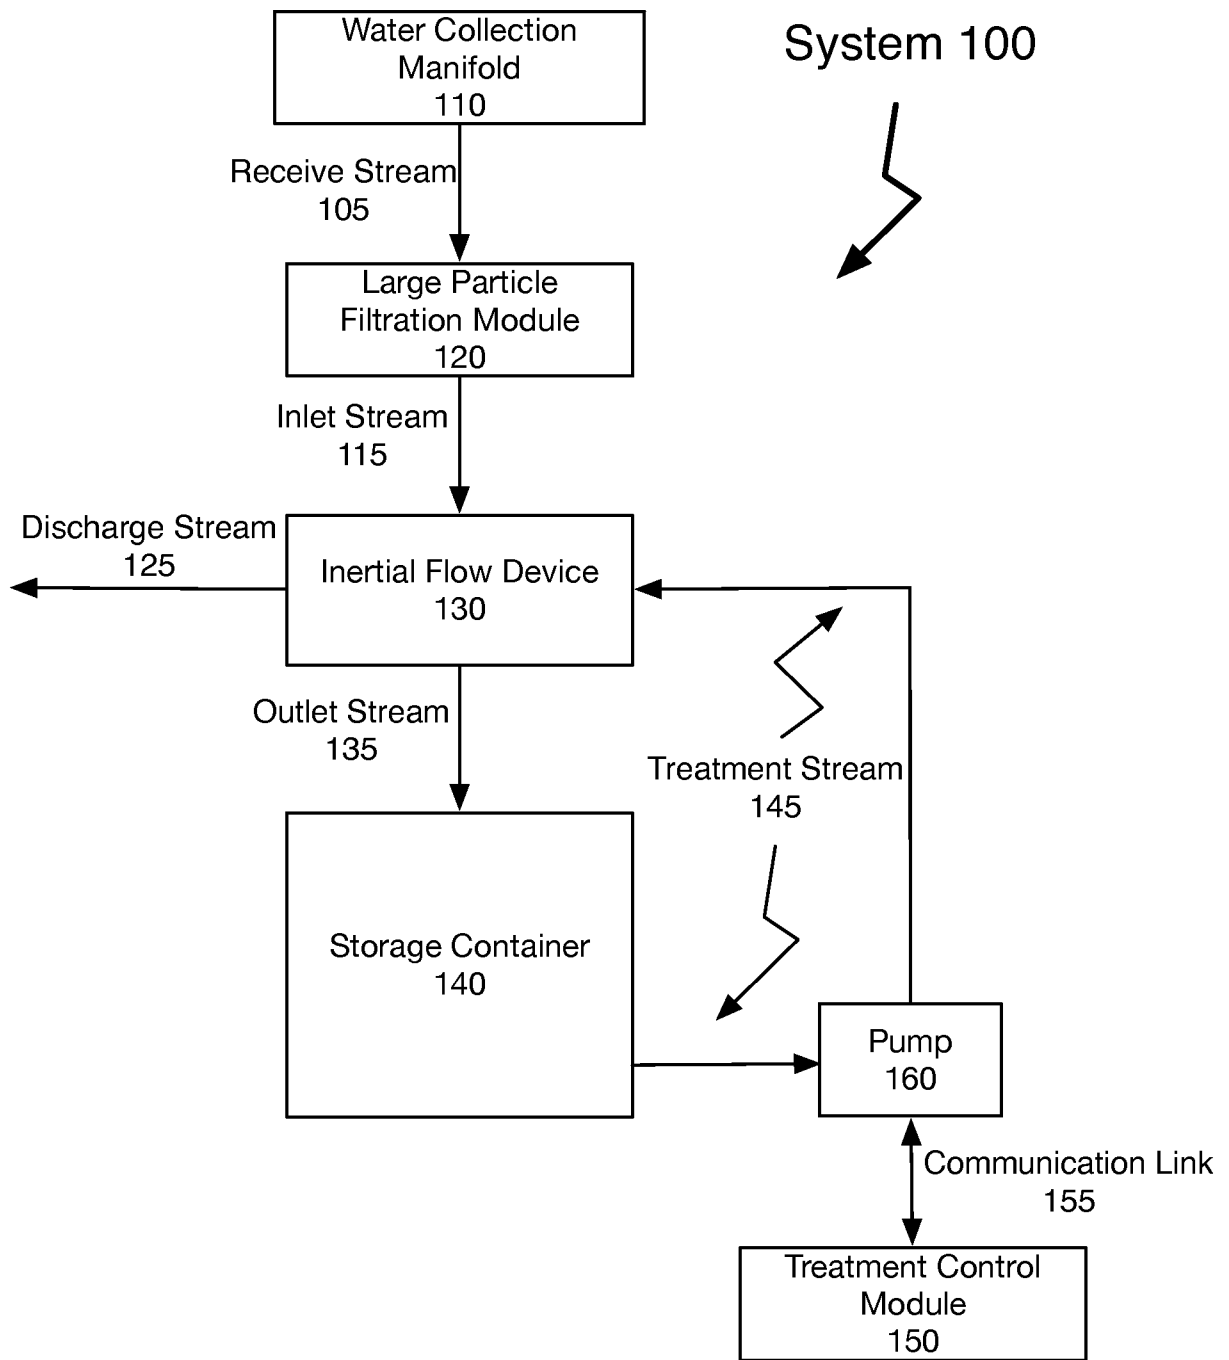 Water Collection
Manifold
110
System 100
Receive Stream
105
Large Particle
Filtration Module
120
Inlet Stream
115
Discharge Stream
125
Inertial Flow Device
130
Outlet Stream
135
Treatment Stream
145
Storage Container
140
Pump
160
Communication Link
155
Treatment Control
Module
150